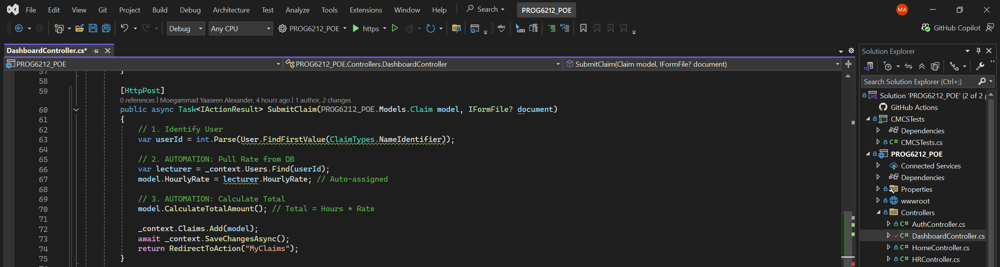 File Edit View Git Project Build Debug Architecture Test Analyze Tools Extensions Window Help Search PROG6212_POE MA
Debug Any CPU PROG6212_POE https abc GitHub Copilot
DashboardController.cs*
PROG6212_POE PROG6212_POE.Controllers.DashboardController SubmitClaim(Claim model, IFormFile? document)
57 }
58
59 [HttpPost]
0 references | Moegammad Yaaseen Alexander, 4 hours ago | 1 author, 2 changes
60 public async Task<IActionResult> SubmitClaim(PROG6212_POE.Models.Claim model, IFormFile? document)
61 {
62 // 1. Identify User
63 var userId = int.Parse(User.FindFirstValue(ClaimTypes.NameIdentifier));
64
65 // 2. AUTOMATION: Pull Rate from DB
66 var lecturer = _context.Users.Find(userId);
67 model.HourlyRate = lecturer.HourlyRate; // Auto-assigned
68
69 // 3. AUTOMATION: Calculate Total
70 model.CalculateTotalAmount(); // Total = Hours * Rate
71
72 _context.Claims.Add(model);
73 await _context.SaveChangesAsync();
74 return RedirectToAction("MyClaims");
75 }
Solution Explorer
Search Solution Explorer (Ctrl+;)
Solution 'PROG6212_POE' (2 of 2
GitHub Actions
CMCSTests
Dependencies
C# CMCSTests.cs
PROG6212_POE
Connected Services
Dependencies
Properties
wwwroot
Controllers
C# AuthController.cs
C# DashboardController.cs
C# HomeController.cs
C# HRController.cs